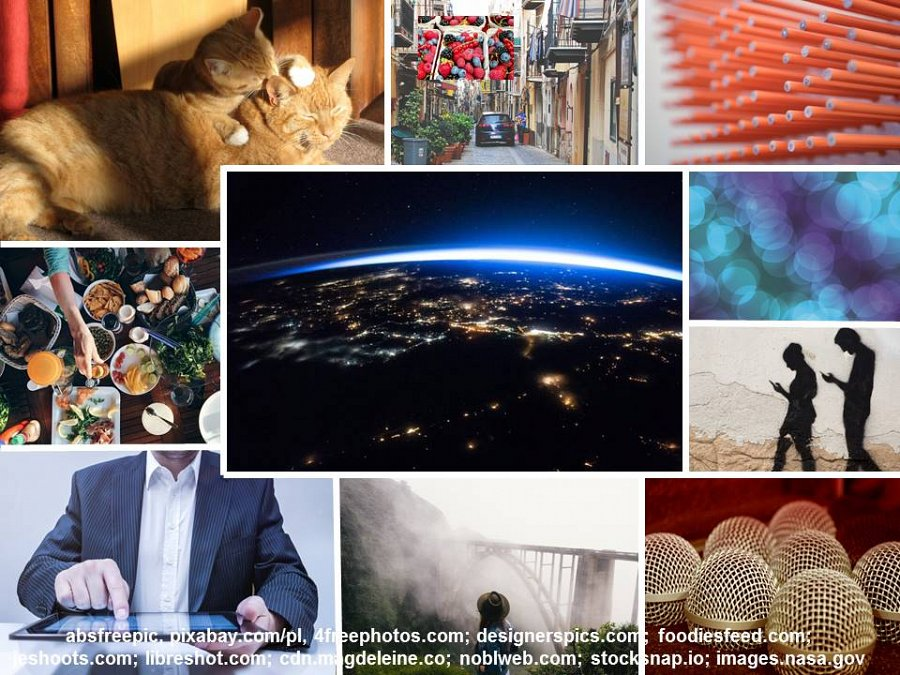 absfreepic, pixabay.com/pl, 4freephotos.com; designerspics.com; foodiesfeed.com;
jeshoots.com; libreshot.com; cdn.magdeleine.co; noblweb.com; stocksnap.io; images.nasa.gov